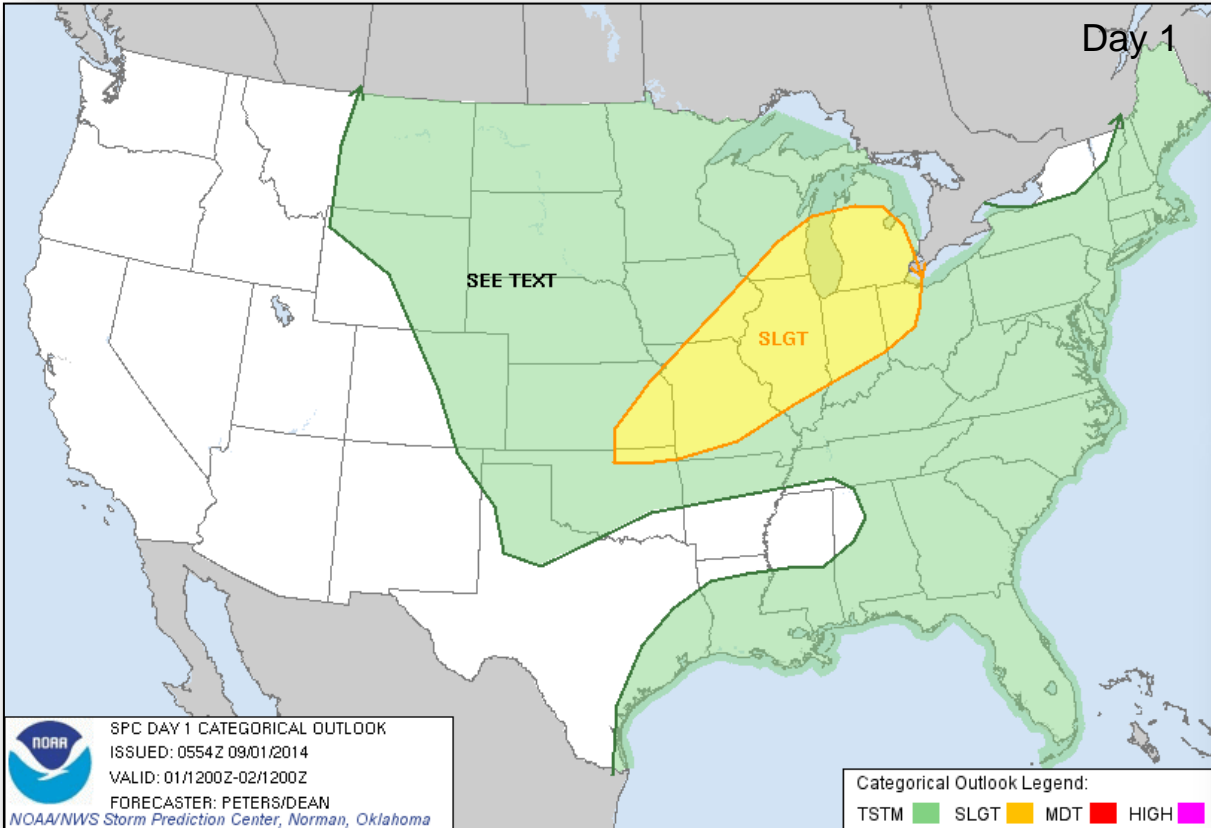 Day 1
SEE TEXT
SLGT
NOAA
SPC DAY 1 CATEGORICAL OUTLOOK
ISSUED: 0554Z 09/01/2014
VALID: 01/1200Z-02/1200Z
FORECASTER: PETERS/DEAN
NOAA/NWS Storm Prediction Center, Norman, Oklahoma
Categorical Outlook Legend:
TSTM SLGT MDT HIGH